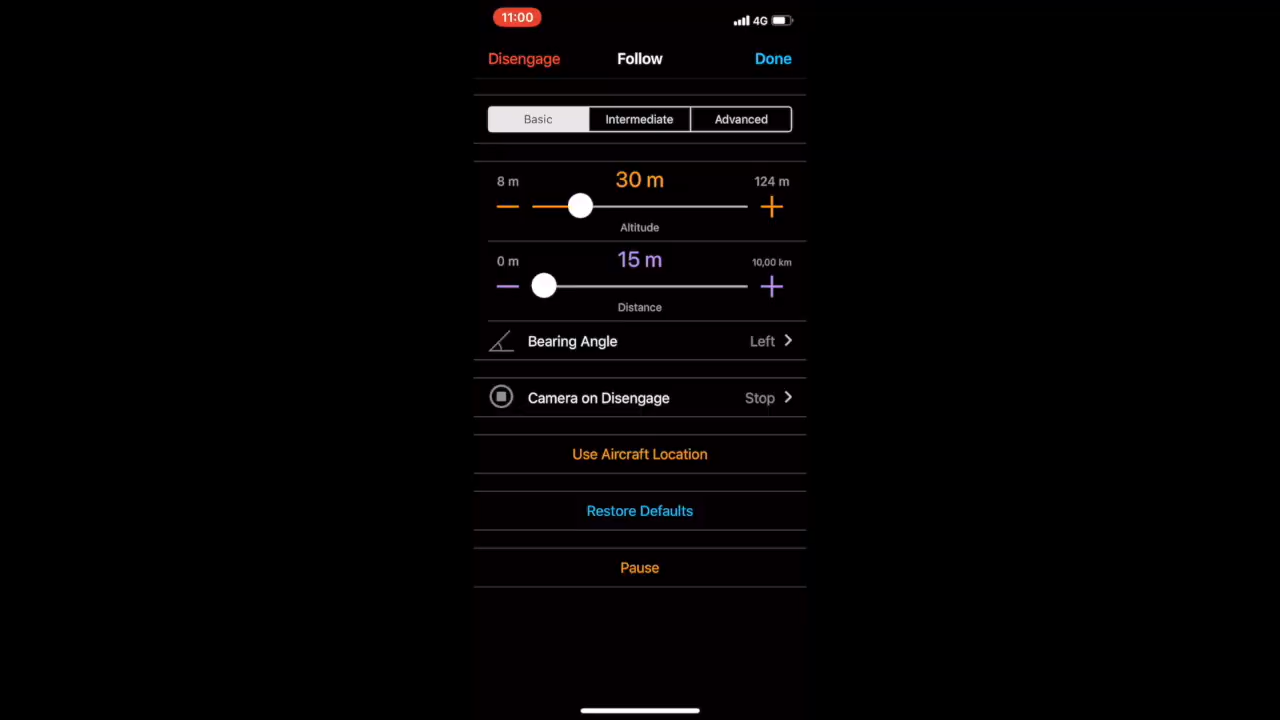 11:00
4G
Disengage Follow Done
Basic Intermediate Advanced
8 m 30 m 124 m
Altitude
0 m 15 m 10,00 km
Distance
Bearing Angle Left
Camera on Disengage Stop
Use Aircraft Location
Restore Defaults
Pause